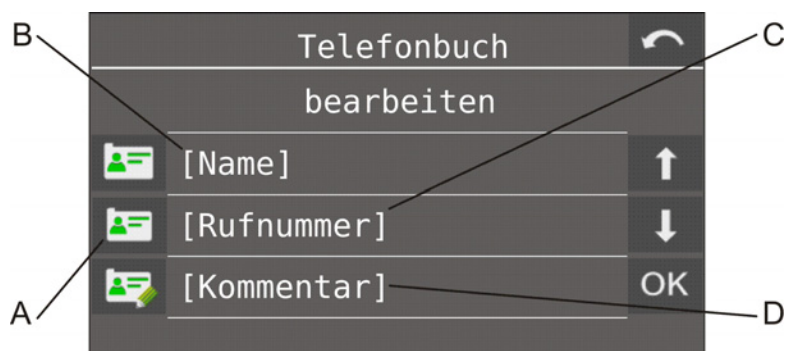 B
Telefonbuch
C
bearbeiten
[Name]
[Rufnummer]
[Kommentar]
OK
A
D